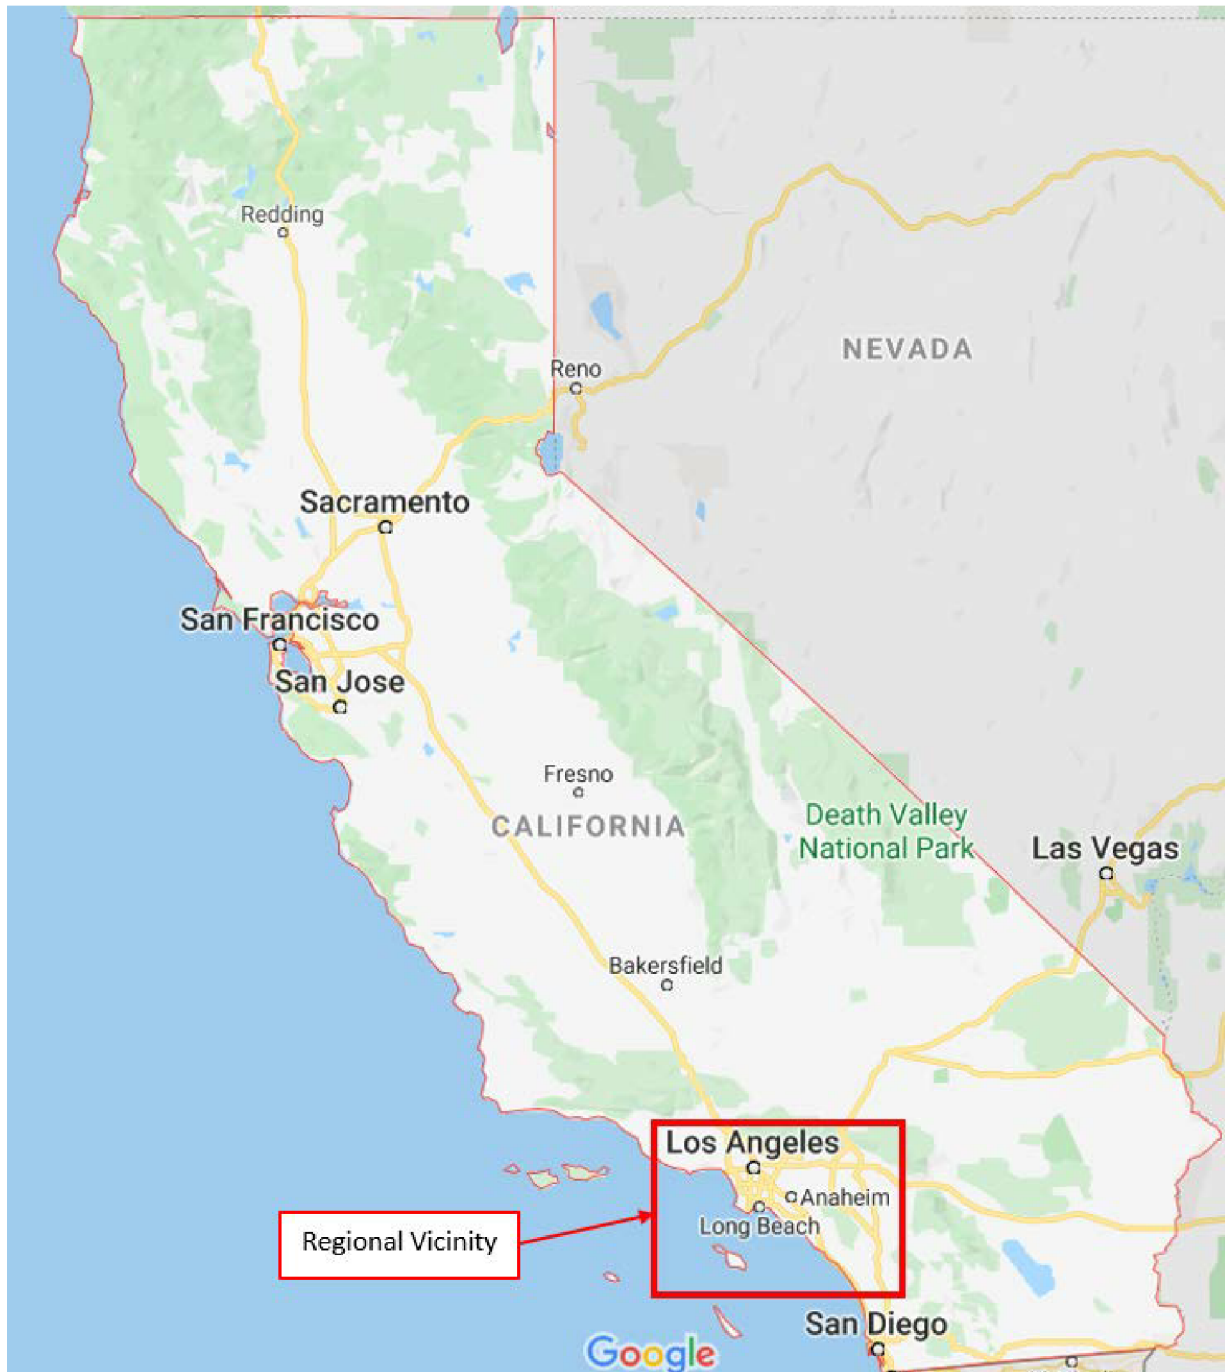 Redding
NEVADA
Reno
Sacramento
San Francisco
San Jose
Fresno
CALIFORNIA
Death Valley
National Park
Las Vegas
Bakersfield
Los Angeles
Anaheim
Long Beach
Regional Vicinity
San Diego
Google